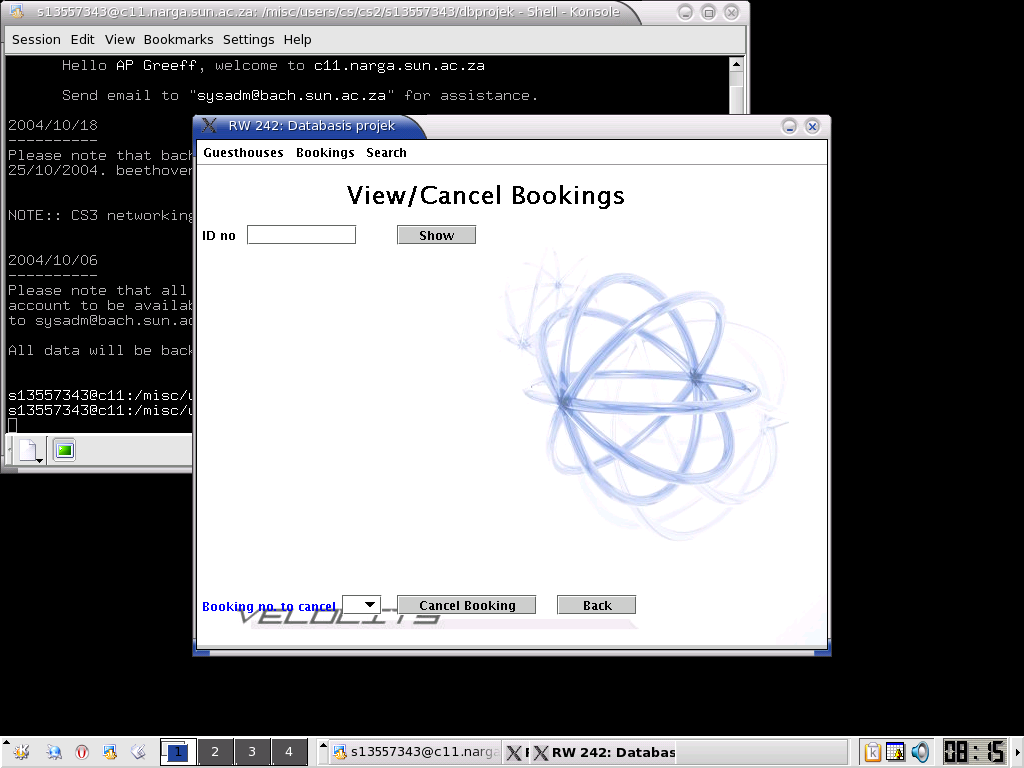 s13557343@c11.narga.sun.ac.za: /misc/users/cs/cs2/s13557343/dbprojek - Shell - Konsole
Session Edit View Bookmarks Settings Help
Hello AP Greeff, welcome to c11.narga.sun.ac.za
Send email to "sysadm@bach.sun.ac.za" for assistance.
2004/10/18
----------
Please note that bach
25/10/2004. beethoven
NOTE:: CS3 networking
2004/10/06
----------
Please note that all
account to be availab
to sysadm@bach.sun.ac
All data will be back
s13557343@c11:/misc/u
s13557343@c11:/misc/u
RW 242: Databasis projek
Guesthouses Bookings Search
View/Cancel Bookings
ID no
Show
Booking no. to cancel
Cancel Booking
Back
VELOCITY
1 2 3 4
s13557343@c11.narga
RW 242: Databas
08:15